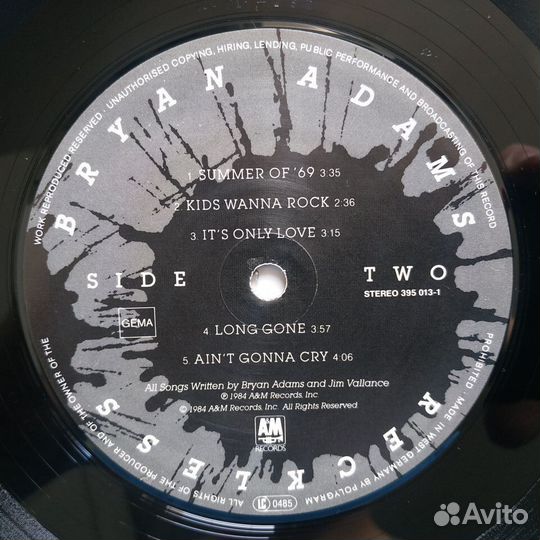 WORK REPRODUCED RESERVED · UNAUTHORISED COPYING, HIRING, LENDING, PUBLIC PERFORMANCE AND BROADCASTING OF THIS RECORD
BRYAN ADAMS
1. SUMMER OF '69 3:35
2. KIDS WANNA ROCK 2:36
3. IT'S ONLY LOVE 3:15
SIDE TWO
STEREO 395 013-1
GEMA
4. LONG GONE 3:57
5. AIN'T GONNA CRY 4:06
All Songs Written by Bryan Adams and Jim Vallance
℗ 1984 A&M Records, Inc.
© 1984 A&M Records, Inc. All Rights Reserved.
A&M
RECORDS
RECKLESS
ALL RIGHTS OF THE PRODUCER AND OF THE OWNER OF THE
LC 0485
PROHIBITED · MADE IN WEST GERMANY BY POLYGRAM
Avito